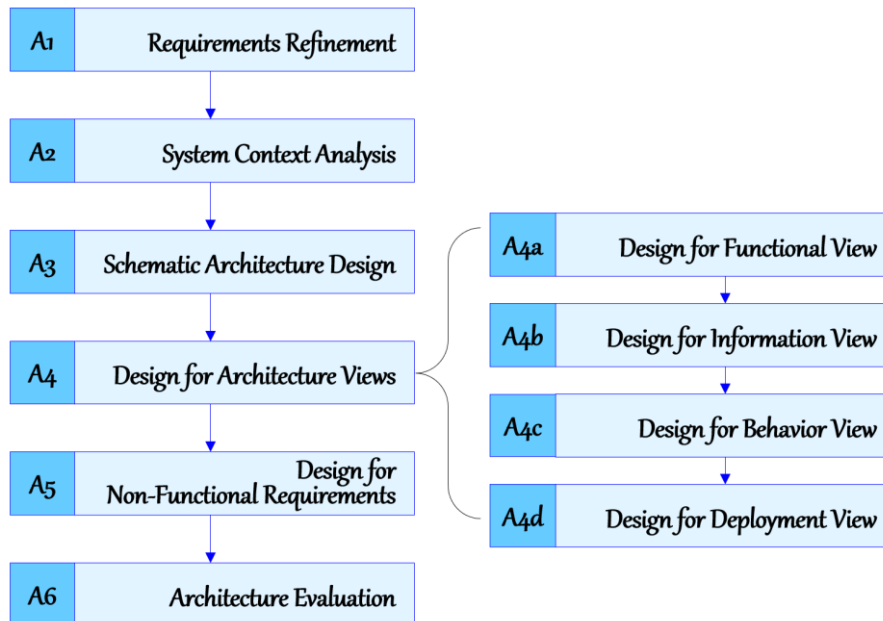 A1 Requirements Refinement
A2 System Context Analysis
A3 Schematic Architecture Design
A4 Design for Architecture Views
A5 Design for
Non-Functional Requirements
A6 Architecture Evaluation
A4a Design for Functional View
A4b Design for Information View
A4c Design for Behavior View
A4d Design for Deployment View